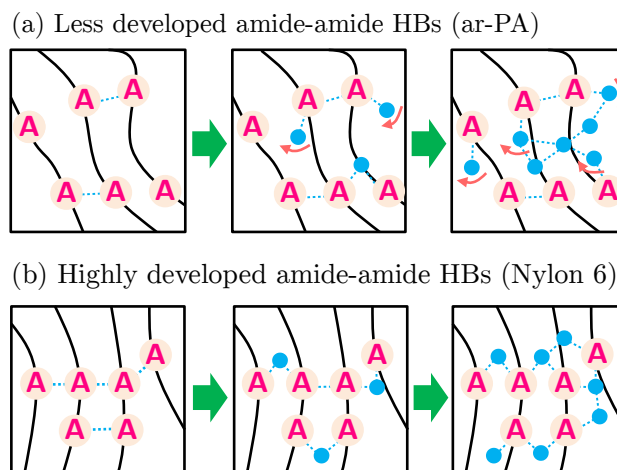 (a) Less developed amide-amide HBs (ar-PA)
A A A A A A
A A A
A A A A A A A A A
(b) Highly developed amide-amide HBs (Nylon 6)
A A A
A A A A A A A A A
A A A A A A